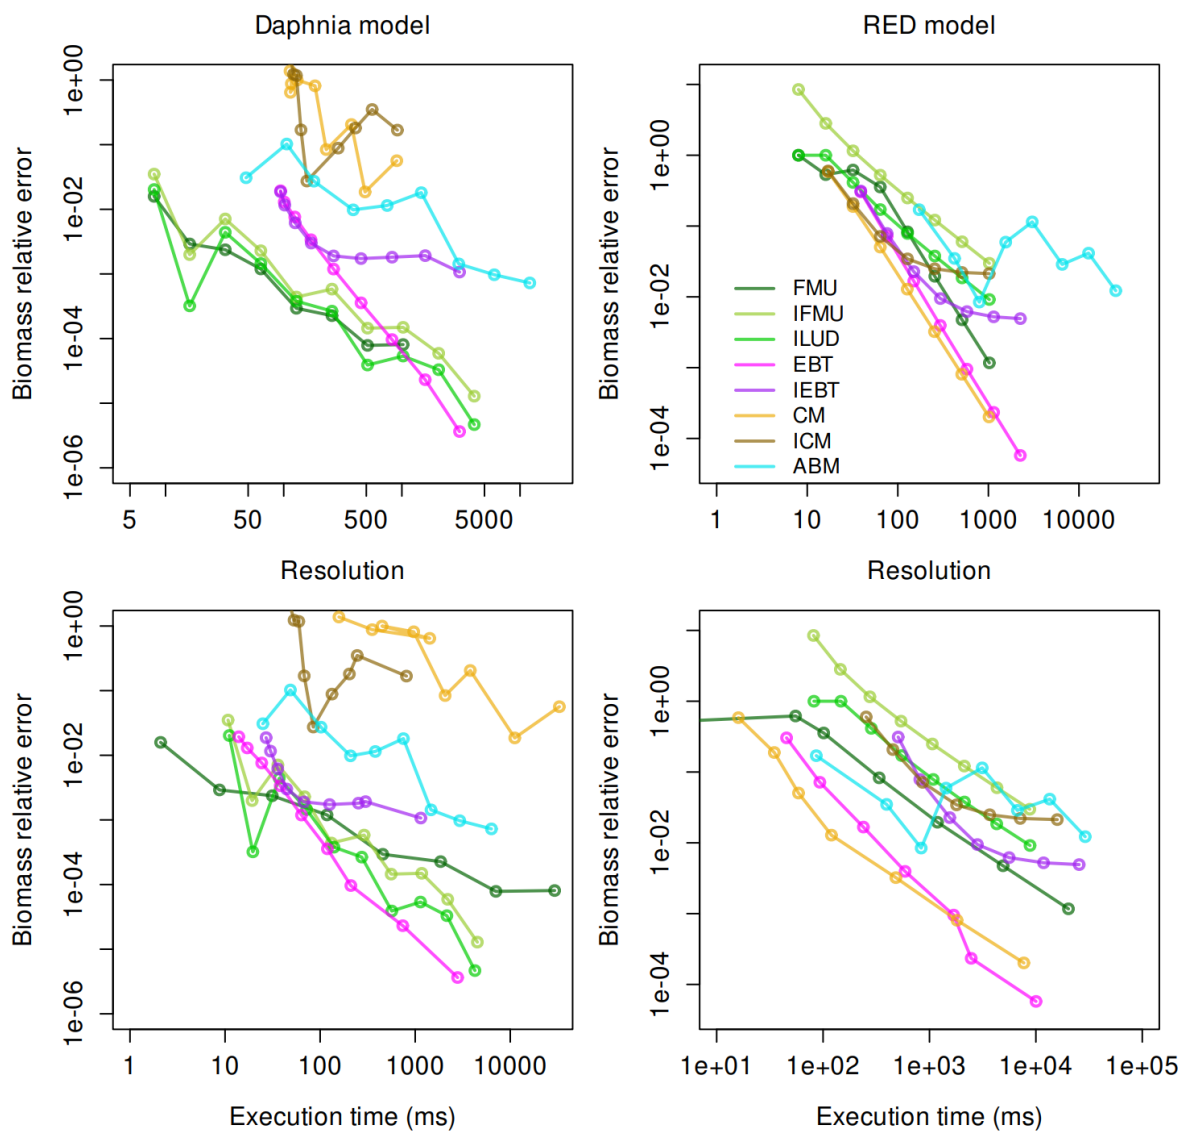 Daphnia model
RED model
Biomass relative error
1e+00
1e-02
1e-04
1e-06
5
50
500
5000
Resolution
Biomass relative error
1e+00
1e-02
1e-04
FMU
IFMU
ILUD
EBT
IEBT
CM
ICM
ABM
1
10
100
1000
10000
Resolution
Biomass relative error
1e+00
1e-02
1e-04
1e-06
1
10
100
1000
10000
Execution time (ms)
Biomass relative error
1e+00
1e-02
1e-04
1e+01
1e+02
1e+03
1e+04
1e+05
Execution time (ms)